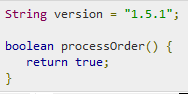 String version = "1.5.1";
boolean processOrder() {
    return true;
}